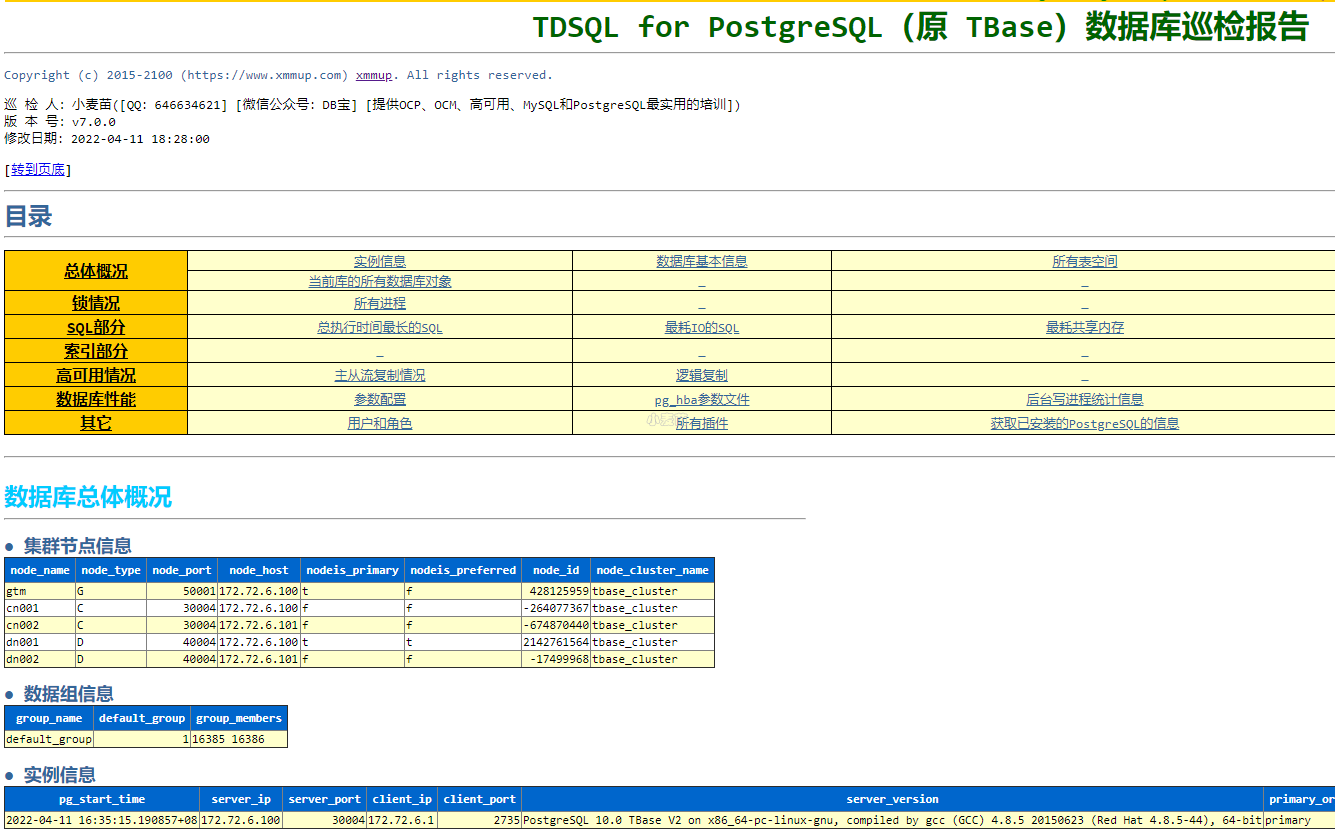 TDSQL for PostgreSQL (原 TBase) 数据库巡检报告
Copyright (c) 2015-2100 (https://www.xmmup.com) xmmup. All rights reserved.
巡 检 人: 小麦苗([QQ: 646634621] [微信公众号: DB宝] [提供OCP、OCM、高可用、MySQL和PostgreSQL最实用的培训])
版 本 号: v7.0.0
修改日期: 2022-04-11 18:28:00
[转到页底]
目录
总体概况 实例信息 数据库基本信息 所有表空间
当前库的所有数据库对象 _ _
锁情况 所有进程 _ _
SQL部分 总执行时间最长的SQL 最耗IO的SQL 最耗共享内存
索引部分 _ _ _
高可用情况 主从流复制情况 逻辑复制 _
数据库性能 参数配置 pg_hba参数文件 后台写进程统计信息
其它 用户和角色 所有插件 获取已安装的PostgreSQL的信息
数据库总体概况
● 集群节点信息
node_name node_type node_port node_host nodeis_primary nodeis_preferred node_id node_cluster_name
gtm G 50001 172.72.6.100 t f 428125959 tbase_cluster
cn001 C 30004 172.72.6.100 f f -264077367 tbase_cluster
cn002 C 30004 172.72.6.101 f f -674870440 tbase_cluster
dn001 D 40004 172.72.6.100 t t 2142761564 tbase_cluster
dn002 D 40004 172.72.6.101 f f -17499968 tbase_cluster
● 数据组信息
group_name default_group group_members
default_group 1 16385 16386
● 实例信息
pg_start_time server_ip server_port client_ip client_port server_version primary_or
2022-04-11 16:35:15.190857+08 172.72.6.100 30004 172.72.6.1 2735 PostgreSQL 10.0 TBase V2 on x86_64-pc-linux-gnu, compiled by gcc (GCC) 4.8.5 20150623 (Red Hat 4.8.5-44), 64-bit primary